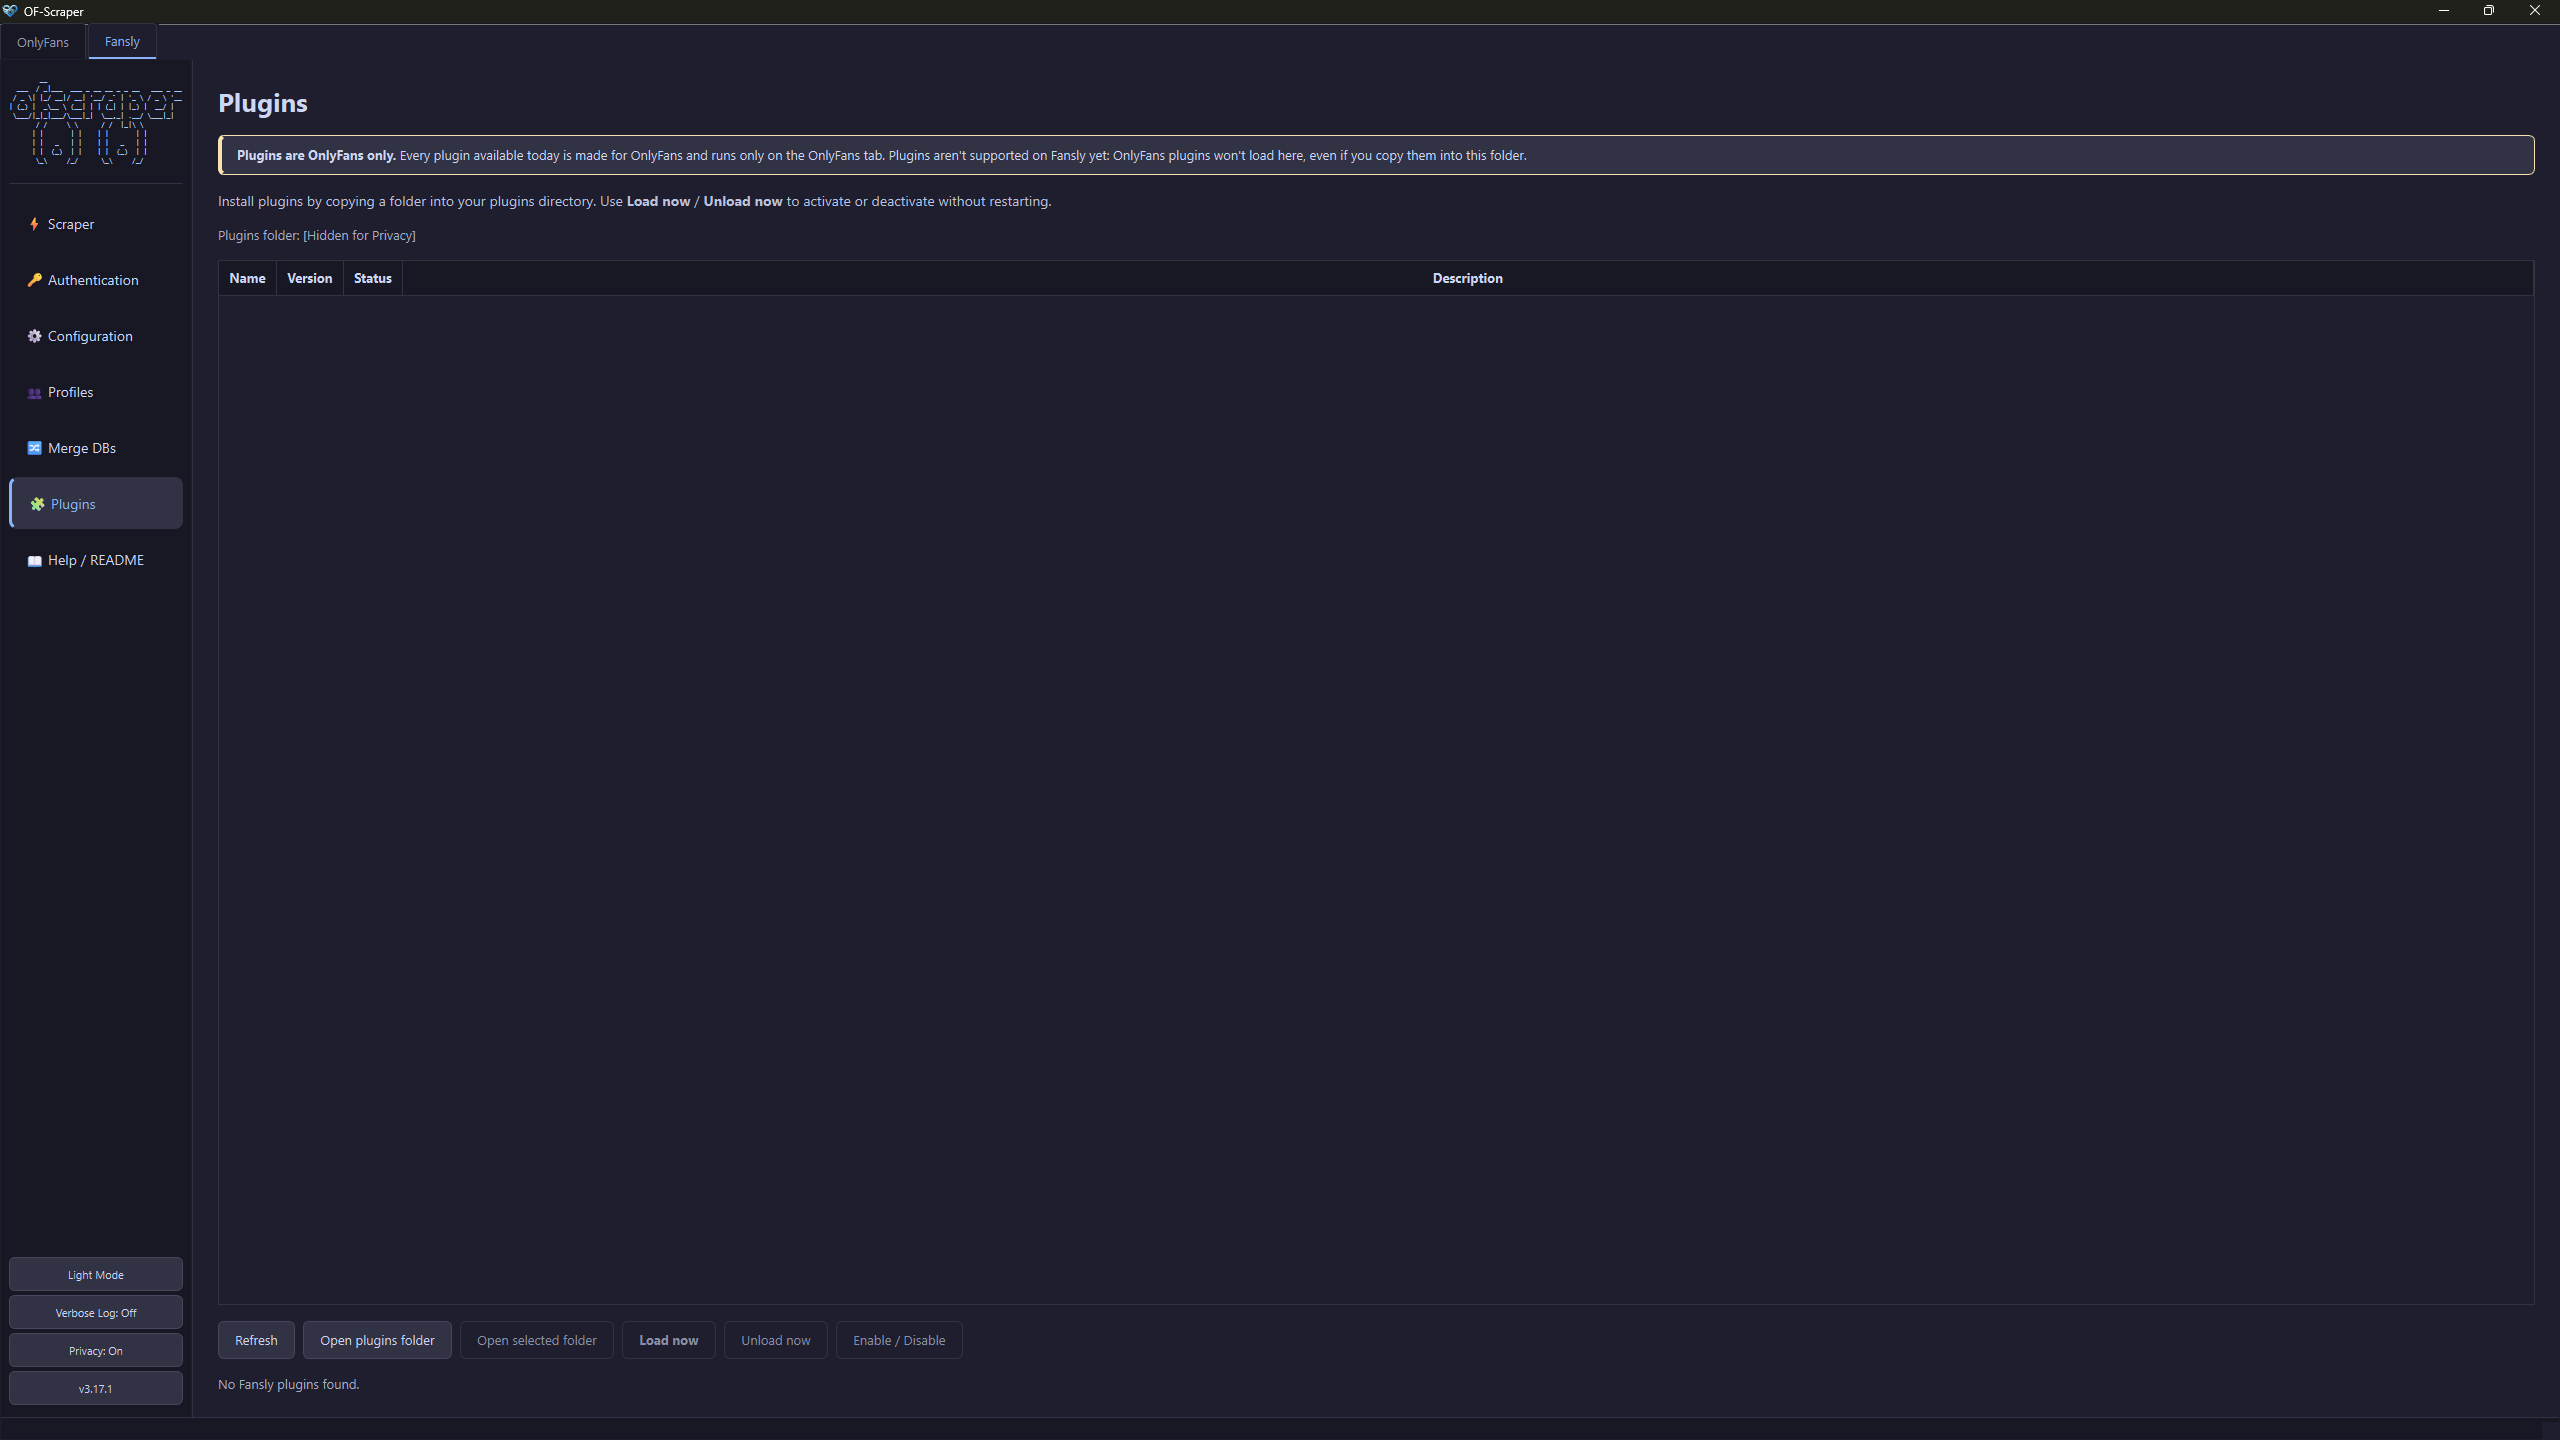 OF-Scraper
OnlyFans
Fansly
Plugins
Plugins are OnlyFans only. Every plugin available today is made for OnlyFans and runs only on the OnlyFans tab. Plugins aren't supported on Fansly yet: OnlyFans plugins won't load here, even if you copy them into this folder.
Install plugins by copying a folder into your plugins directory. Use Load now / Unload now to activate or deactivate without restarting.
Plugins folder: [Hidden for Privacy]
Name Version Status Description
Scraper
Authentication
Configuration
Profiles
Merge DBs
Plugins
Help / README
Light Mode
Verbose Log: Off
Privacy: On
v3.17.1
Refresh Open plugins folder Open selected folder Load now Unload now Enable / Disable
No Fansly plugins found.